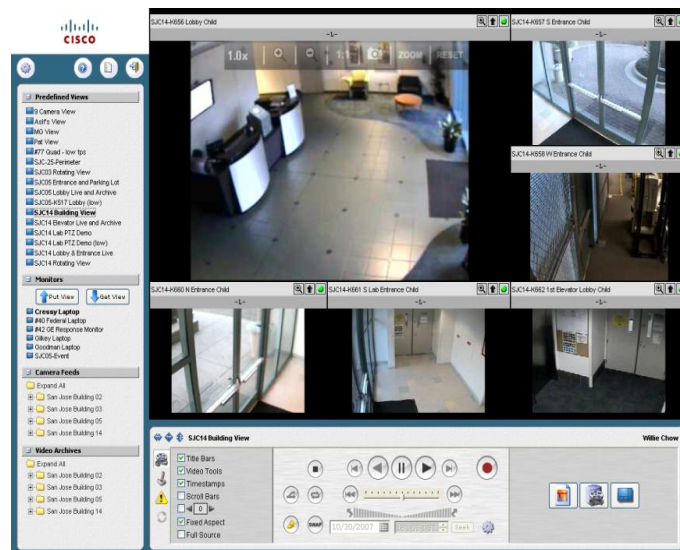 CISCO
Predefined Views
9 Camera View
Asif's View
MG View
Pat View
#77 Quad - low fps
SJC-25-Perimeter
SJC03 Rotating View
SJC05 Entrance and Parking Lot
SJC05 Lobby Live and Archive
SJC05-K517 Lobby (low)
SJC14 Building View
SJC14 Elevator Live and Archive
SJC14 Lab PTZ Demo
SJC14 Lab PTZ Demo (low)
SJC14 Lobby & Entrance Live
SJC14 Rotating View
Monitors
Put View
Get View
Cressy Laptop
#40 Federal Laptop
#42 OE Response Monitor
Gilkey Laptop
Goodman Laptop
SJC05-Event
Camera Feeds
Expand All
San Jose Building 02
San Jose Building 03
San Jose Building 05
San Jose Building 14
Video Archives
Expand All
San Jose Building 02
San Jose Building 03
San Jose Building 05
San Jose Building 14
SJC14-K656 Lobby Child
-L-
1.0x
1:1
ZOOM
RESET
SJC14-K657 S Entrance Child
-L-
SJC14-K658 W Entrance Child
-L-
SJC14-K660 N Entrance Child
-L-
SJC14-K661 S Lab Entrance Child
-L-
SJC14-K662 1st Elevator Lobby Child
-L-
SJC14 Building View
Willie Chow
Title Bars
Video Tools
Timestamps
Scroll Bars
0
Fixed Aspect
Full Source
SWAP
10/30/2007
Seek